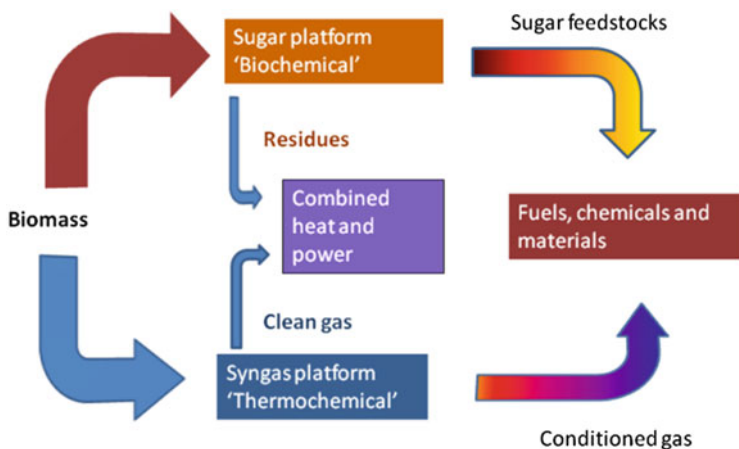 Sugar platform
'Biochemical'
Sugar feedstocks
Residues
Biomass
Combined
heat and
power
Fuels, chemicals and
materials
Clean gas
Syngas platform
'Thermochemical'
Conditioned gas